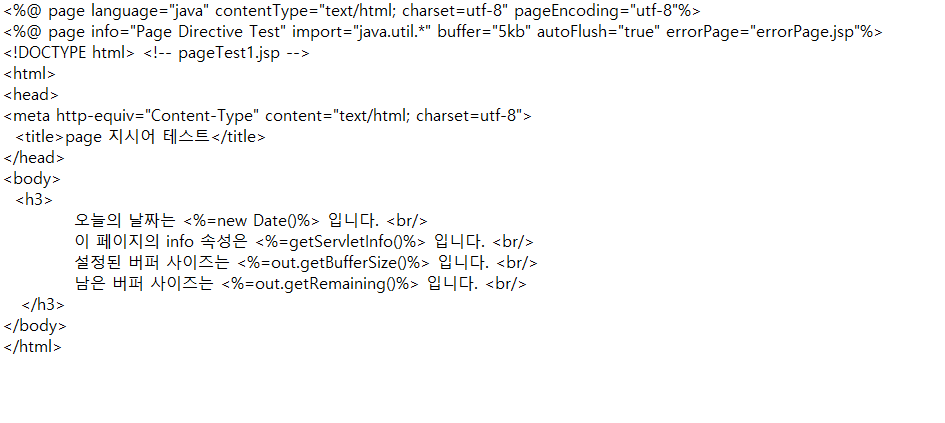 <%@ page language="java" contentType="text/html; charset=utf-8" pageEncoding="utf-8"%>
<%@ page info="Page Directive Test" import="java.util.*" buffer="5kb" autoFlush="true" errorPage="errorPage.jsp"%>
<!DOCTYPE html> <!-- pageTest1.jsp -->
<html>
<head>
<meta http-equiv="Content-Type" content="text/html; charset=utf-8">
<title>page 지시어 테스트</title>
</head>
<body>
<h3>
오늘의 날짜는 <%=new Date()%> 입니다. <br/>
이 페이지의 info 속성은 <%=getServletInfo()%> 입니다. <br/>
설정된 버퍼 사이즈는 <%=out.getBufferSize()%> 입니다. <br/>
남은 버퍼 사이즈는 <%=out.getRemaining()%> 입니다. <br/>
</h3>
</body>
</html>